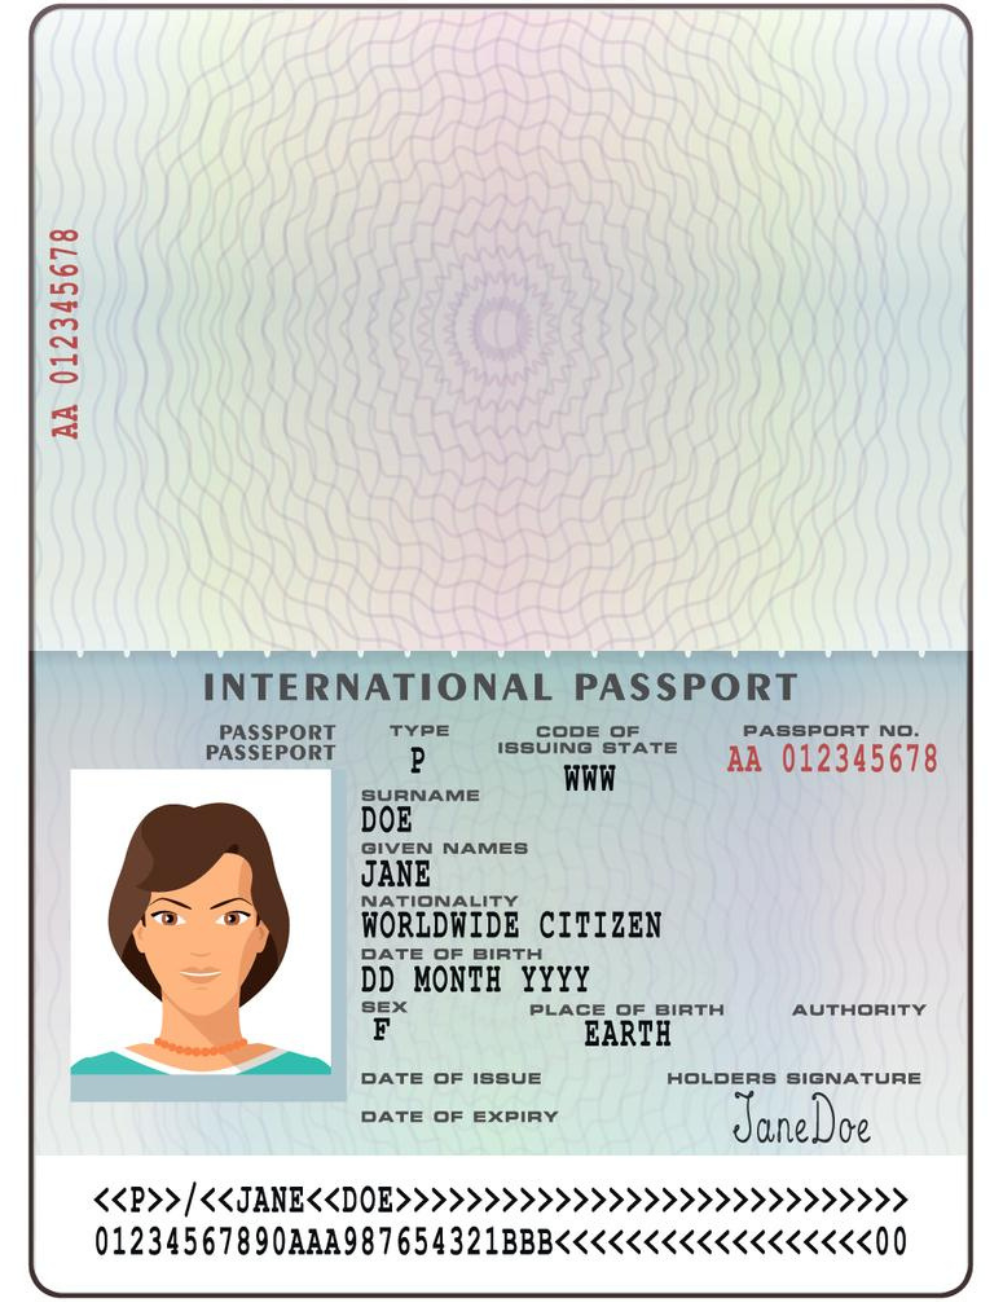 AA 012345678
INTERNATIONAL PASSPORT
PASSPORT
PASSEPORT
TYPE
P
CODE OF
ISSUING STATE
WWW
PASSPORT NO.
AA 012345678
SURNAME
DOE
GIVEN NAMES
JANE
NATIONALITY
WORLDWIDE CITIZEN
DATE OF BIRTH
DD MONTH YYYY
SEX
F
PLACE OF BIRTH
EARTH
AUTHORITY
DATE OF ISSUE
HOLDERS SIGNATURE
JaneDoe
DATE OF EXPIRY
<<P>>/<<JANE<<DOE>>>>>>>>>>>>>>>>>>>>>>>>>>>>
01234567890AAA987654321BBB<<<<<<<<<<<<<<<<<<00